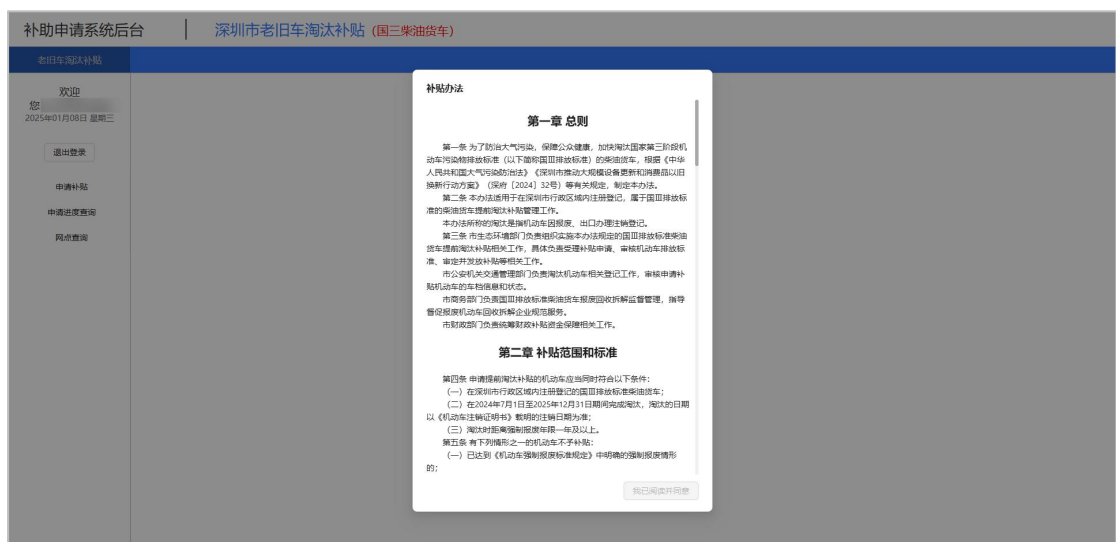 补助申请系统后台
深圳市老旧车淘汰补贴（国三柴油货车）
老旧车淘汰补贴
欢迎
您
2025年01月08日 星期三
退出登录
申请补贴
申请进度查询
网点查询
补贴办法
第一章 总则
第一条 为了防治大气污染，保障公众健康，加快淘汰国家第三阶段机
动车污染物排放标准（以下简称国Ⅲ排放标准）的柴油货车，根据《中华
人民共和国大气污染防治法》《深圳市推动大规模设备更新和消费品以旧
换新行动方案》（深府〔2024〕32号）等有关规定，制定本办法。
第二条 本办法适用于在深圳市行政区域内注册登记，属于国Ⅲ排放标
准的柴油货车提前淘汰补贴管理工作。
本办法所称的淘汰是指机动车因报废、出口办理注销登记。
第三条 市生态环境部门负责组织实施本办法规定的国Ⅲ排放标准柴油
货车提前淘汰补贴相关工作，具体负责受理补贴申请、审核机动车排放标
准、审定并发放补贴等相关工作。
市公安机关交通管理部门负责淘汰机动车相关登记工作，审核申请补
贴机动车的车档信息和状态。
市商务部门负责国Ⅲ排放标准柴油货车报废回收拆解监督管理，指导
督促报废机动车回收拆解企业规范服务。
市财政部门负责统筹财政补贴资金保障相关工作。
第二章 补贴范围和标准
第四条 申请提前淘汰补贴的机动车应当同时符合以下条件：
（一）在深圳市行政区域内注册登记的国Ⅲ排放标准柴油货车；
（二）在2024年7月1日至2025年12月31日期间完成淘汰，淘汰的日期
以《机动车注销证明书》载明的注销日期为准；
（三）淘汰时距离强制报废年限一年及以上。
第五条 有下列情形之一的机动车不予补贴：
（一）已达到《机动车强制报废标准规定》中明确的强制报废情形
的；
我已阅读并同意